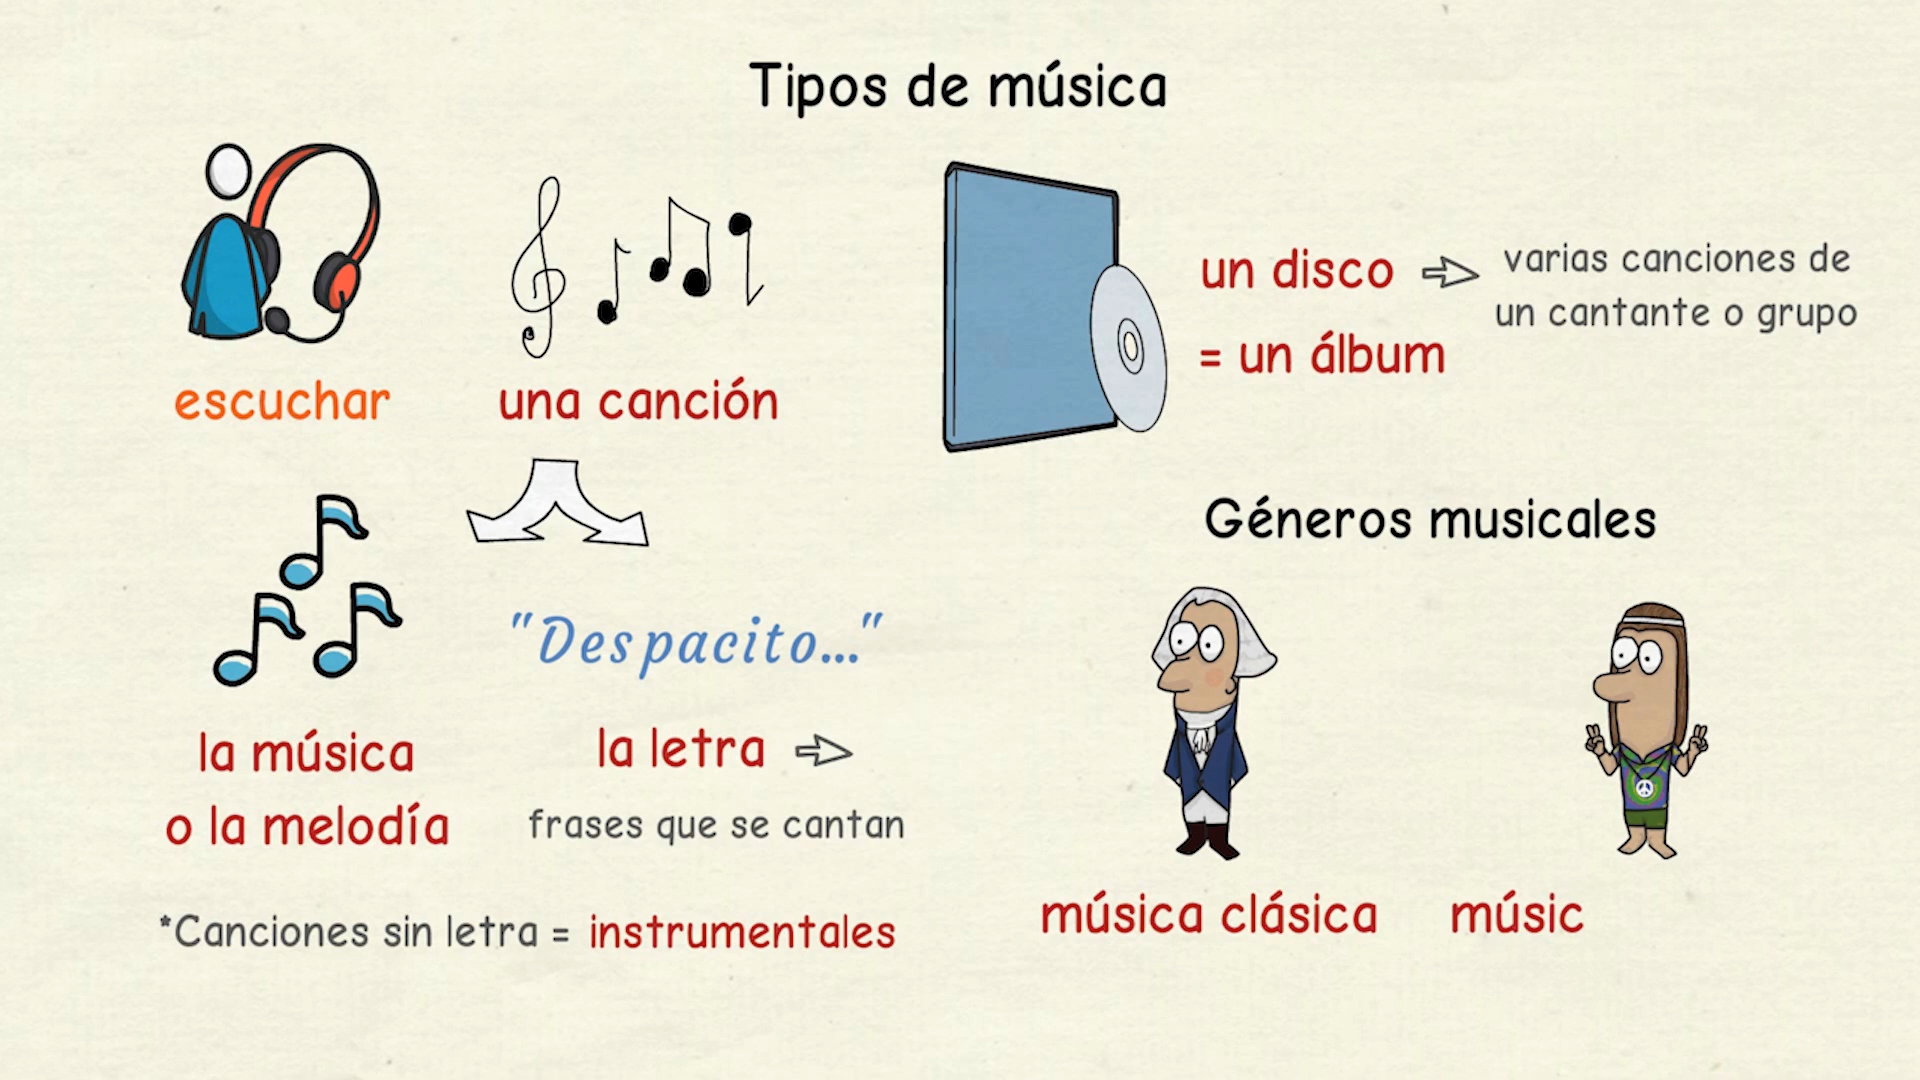 Tipos de música
escuchar
una canción
un disco
varias canciones de
un cantante o grupo
= un álbum
"Despacito..."
la música
o la melodía
la letra
frases que se cantan
*Canciones sin letra = instrumentales
Géneros musicales
música clásica
músic